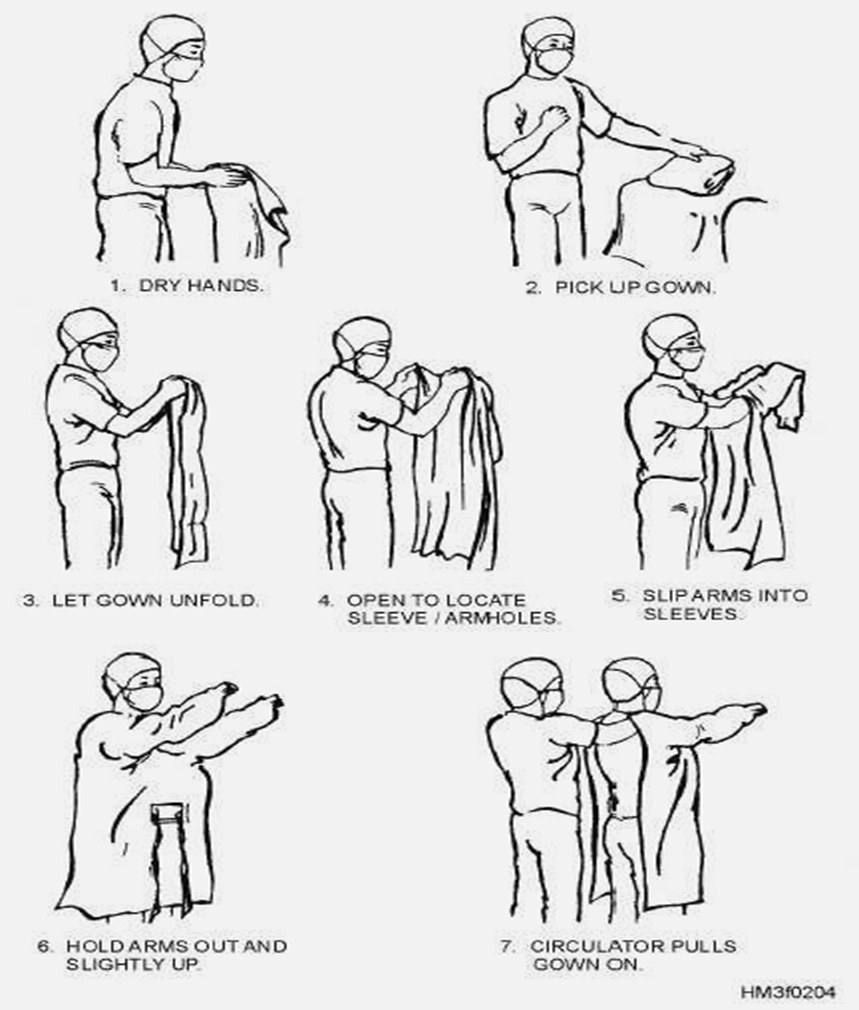 1. DRY HANDS.
2. PICK UP GOWN.
3. LET GOWN UNFOLD.
4. OPEN TO LOCATE
SLEEVE / ARMHOLES.
5. SLIP ARMS INTO
SLEEVES.
6. HOLD ARMS OUT AND
SLIGHTLY UP.
7. CIRCULATOR PULLS
GOWN ON.
HM3f0204